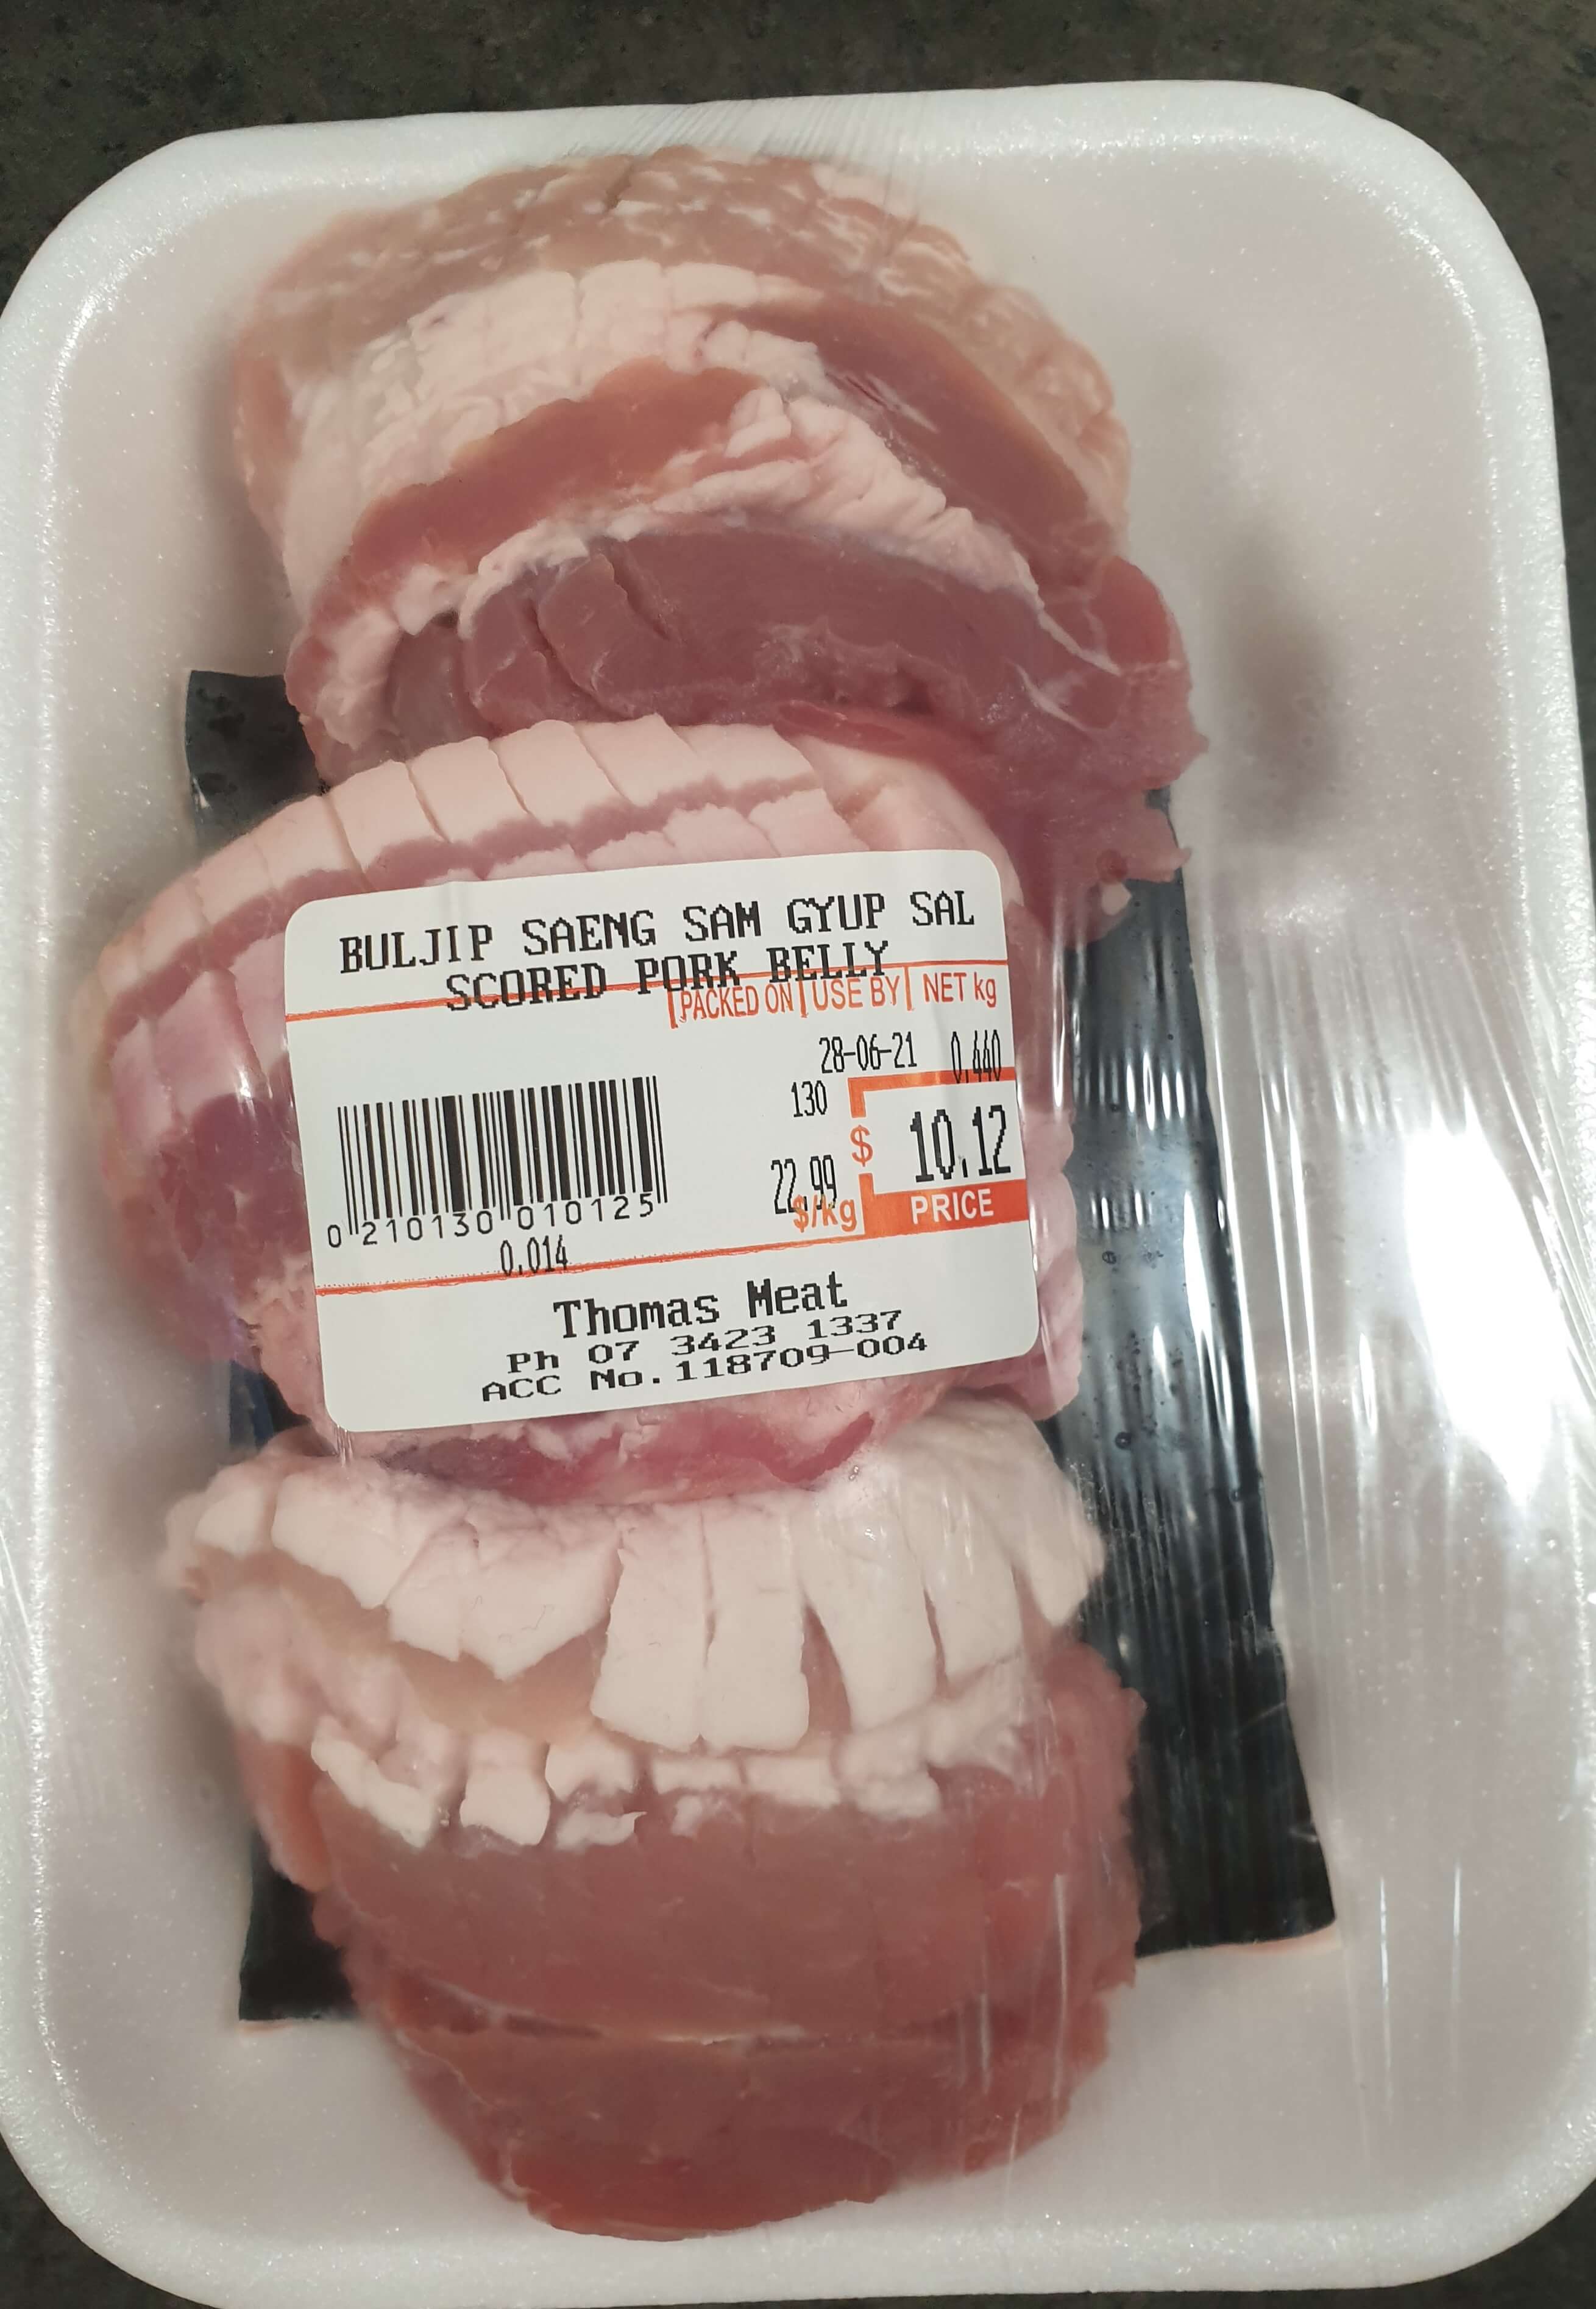 BULJIP SAENG SAM GYUP SAL
SCORED PORK BELLY
PACKED ON USE BY NET kg
28-06-21 0.440
130
$ 10.12
22.99
$/kg PRICE
0 210130 010125
0.014
Thomas Meat
Ph 07 3423 1337
ACC No. 118709-004